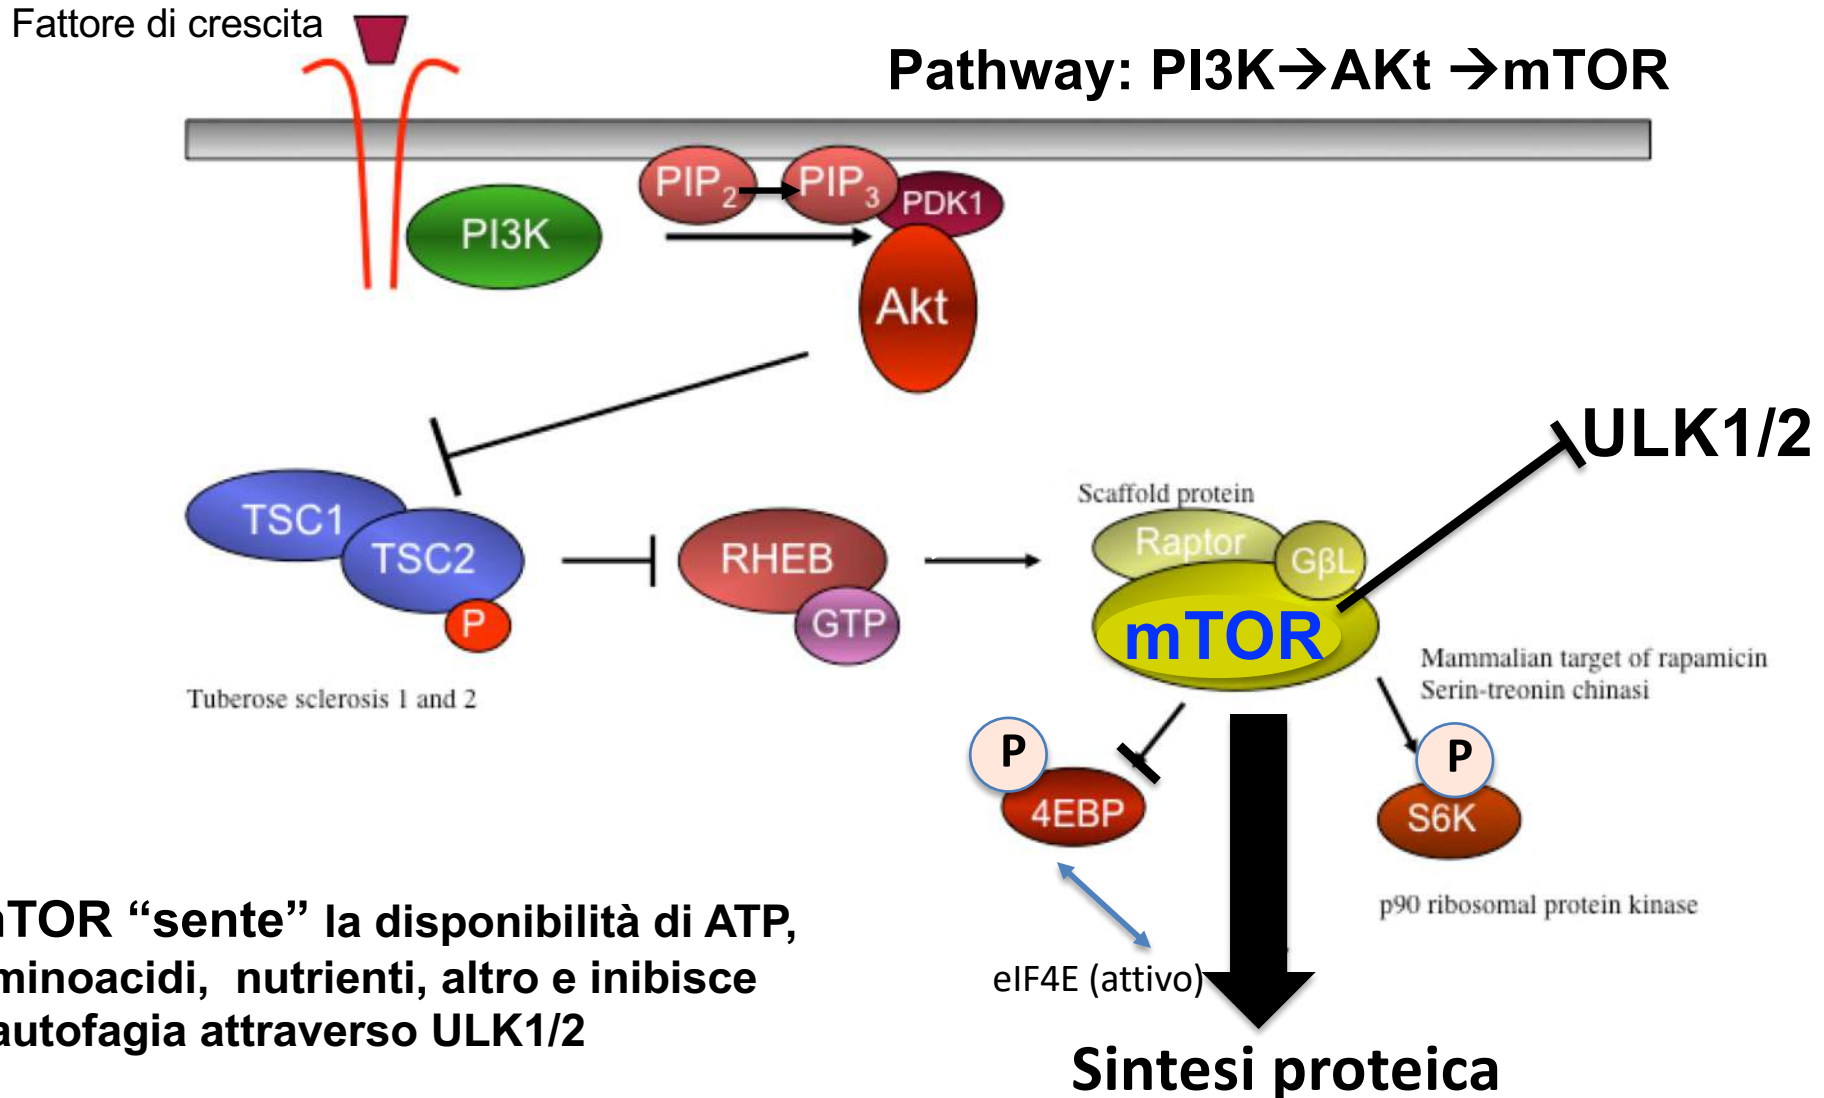 Fattore di crescita
Pathway: PI3K→AKt →mTOR
PIP2
PIP3
PDK1
PI3K
Akt
ULK1/2
Scaffold protein
TSC1
TSC2
P
RHEB
GTP
Raptor
GβL
mTOR
Tuberose sclerosis 1 and 2
Mammalian target of rapamicin
Serin-treonin chinasi
P
4EBP
P
S6K
p90 ribosomal protein kinase
mTOR “sente” la disponibilità di ATP,
minoacidi, nutrienti, altro e inibisce
autofagia attraverso ULK1/2
eIF4E (attivo)
Sintesi proteica